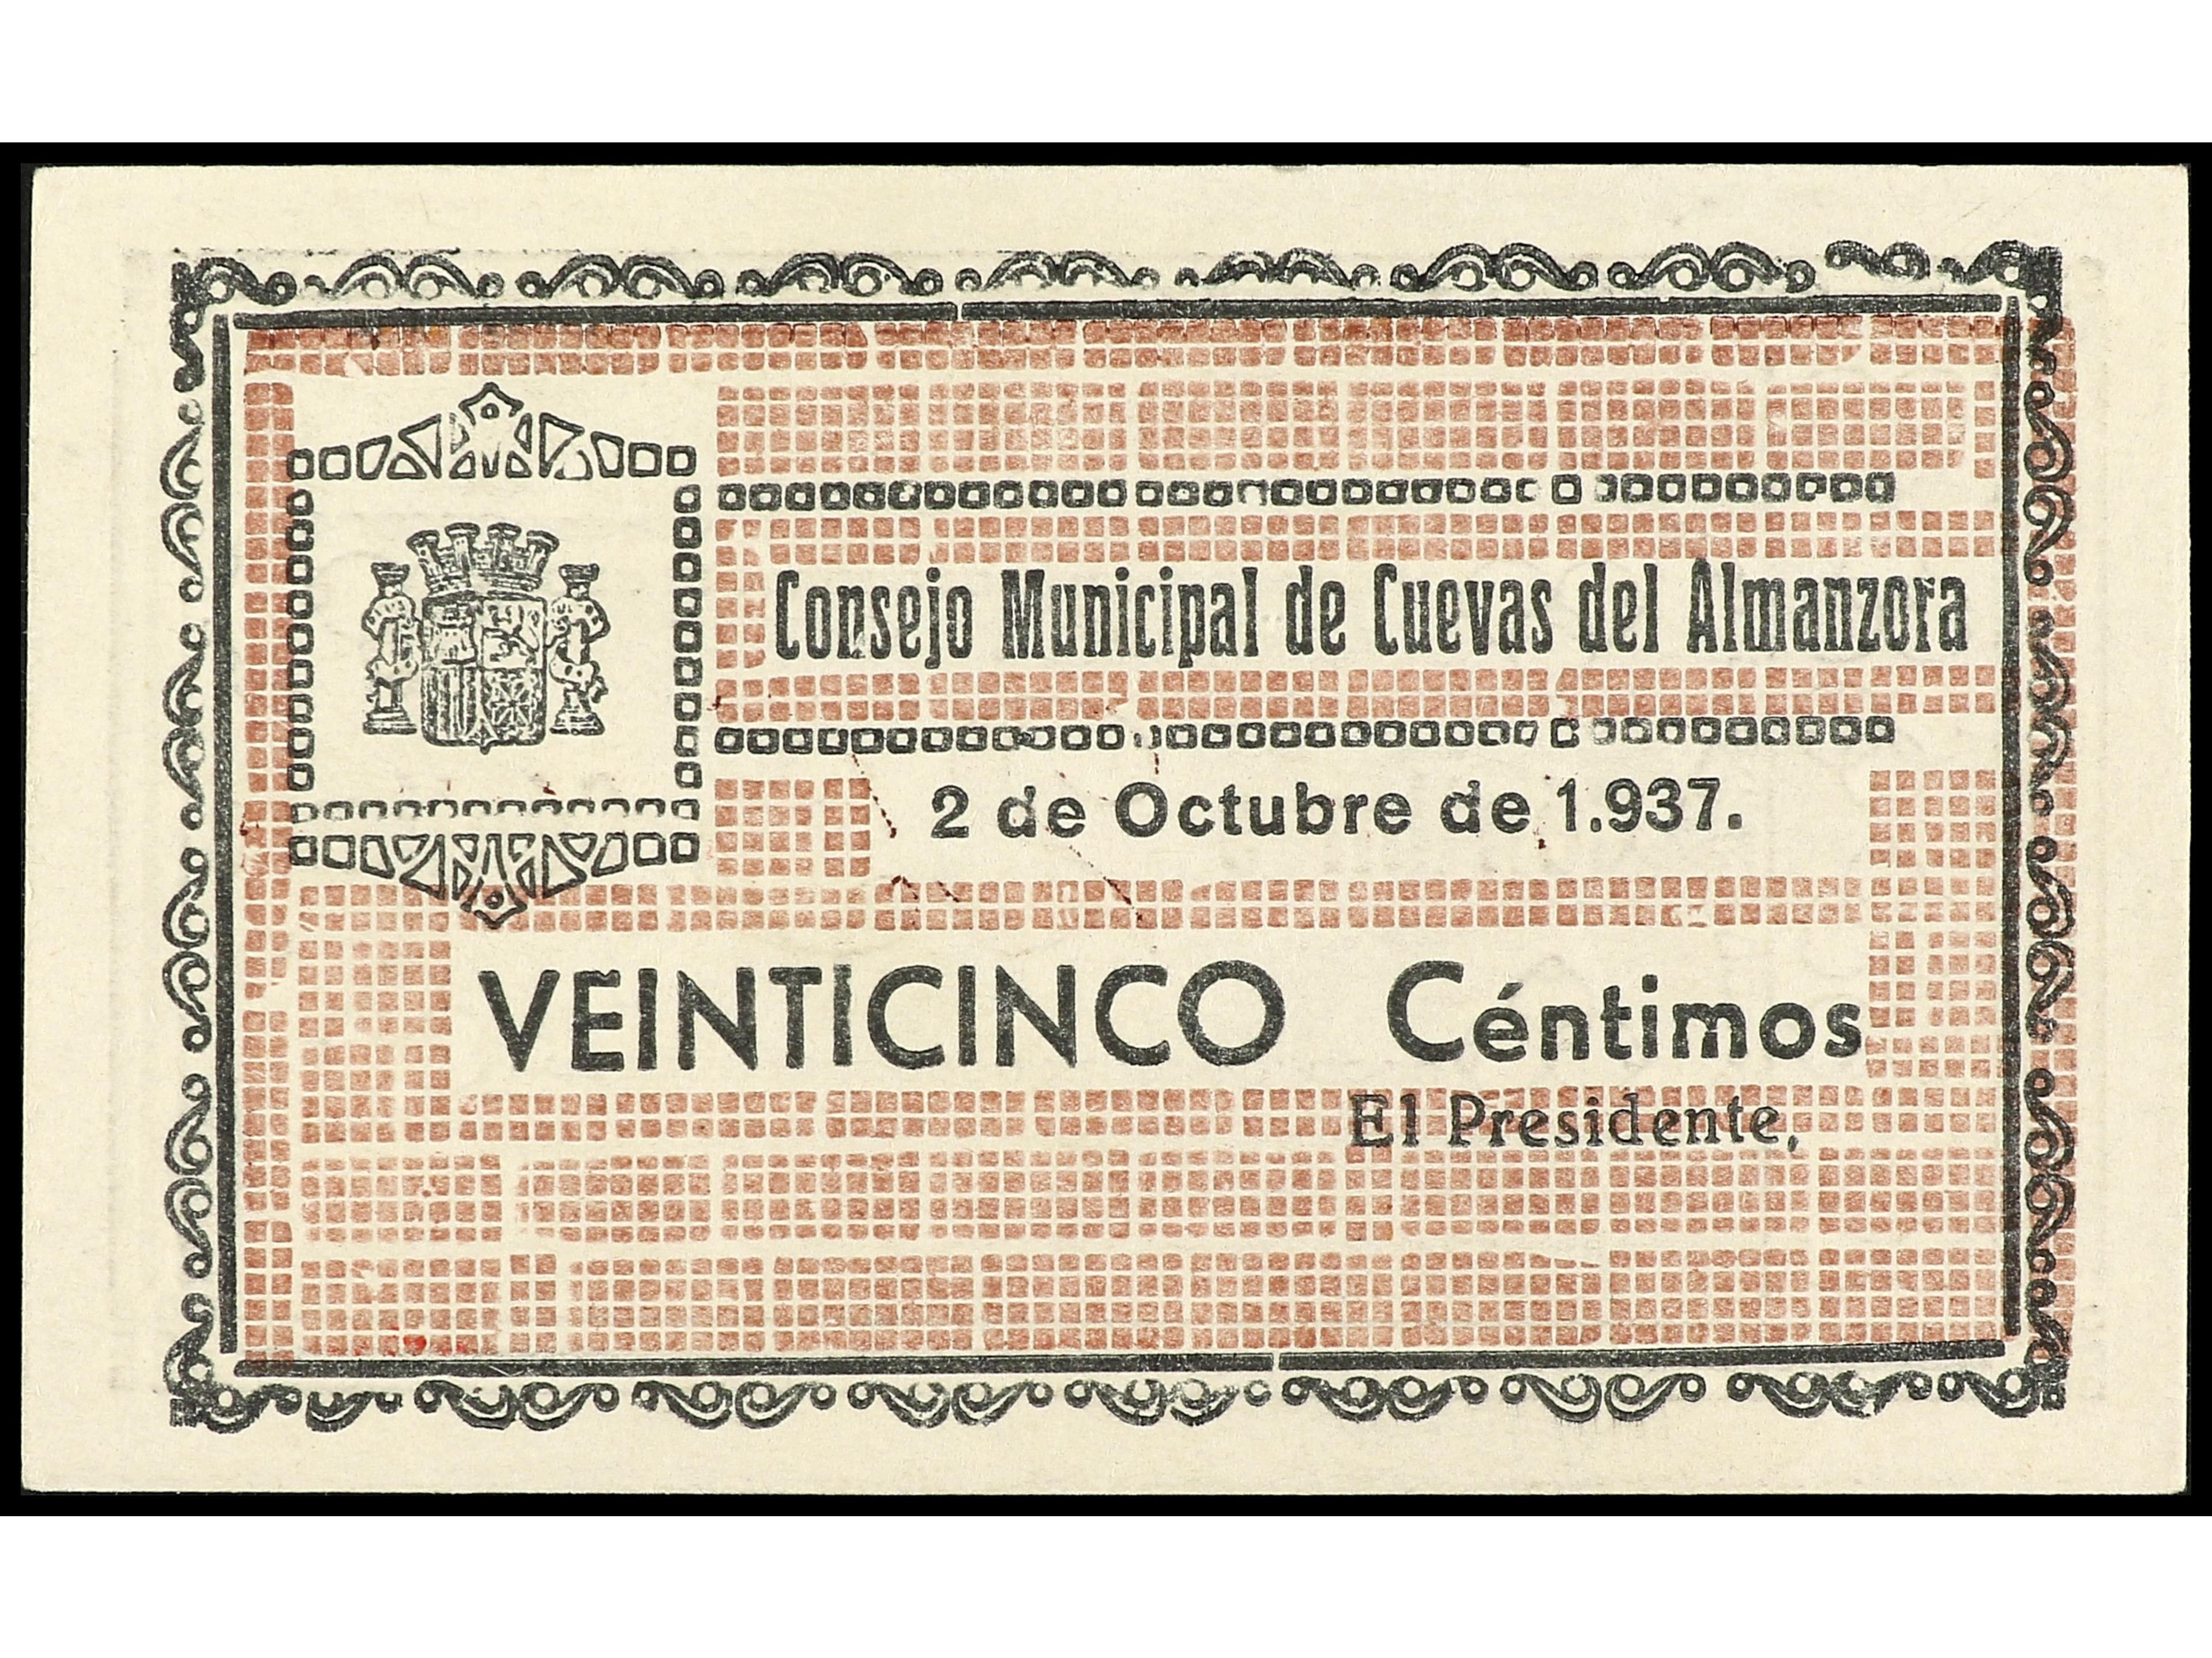 Consejo Municipal de Cuevas del Almanzora
2 de Octubre de 1.937.
VEINTICINCO Céntimos
El Presidente,